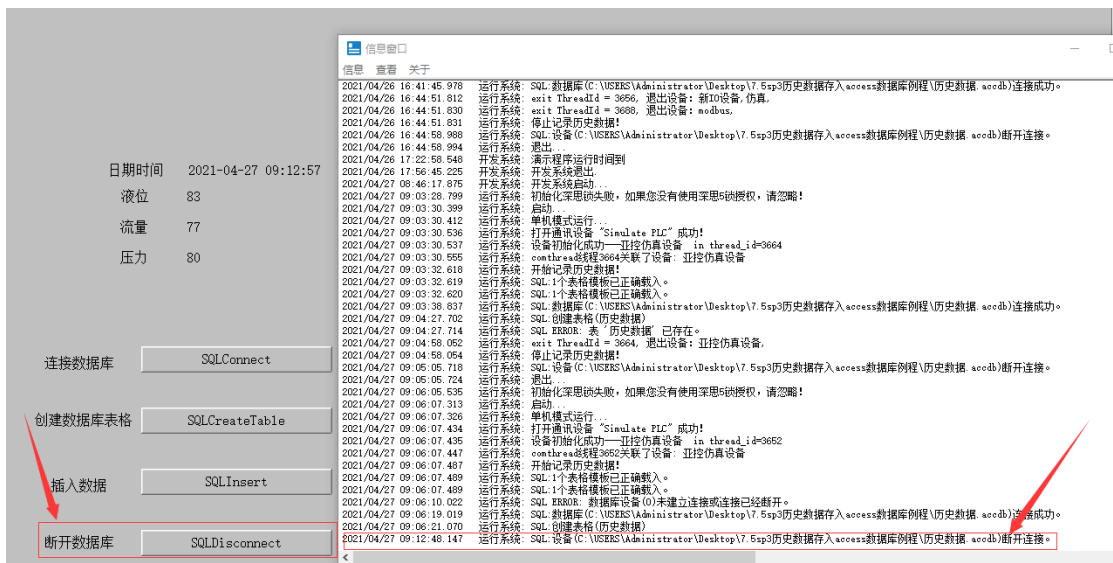 信息窗口
信息 查看 关于
2021/04/26 16:41:45.978 运行系统: SQL:数据库(C:\USERS\Administrator\Desktop\7.5sp3历史数据存入access数据库例程\历史数据.accdb)连接成功。
2021/04/26 16:44:51.812 运行系统: exit ThreadId = 3656, 退出设备: 新IO设备,仿真,
2021/04/26 16:44:51.830 运行系统: exit ThreadId = 3688, 退出设备: modbus,
2021/04/26 16:44:51.831 运行系统: 停止记录历史数据!
2021/04/26 16:44:58.988 运行系统: SQL:设备(C:\USERS\Administrator\Desktop\7.5sp3历史数据存入access数据库例程\历史数据.accdb)断开连接。
2021/04/26 16:44:58.994 运行系统: 退出...
2021/04/26 17:22:58.548 开发系统: 演示程序运行时间到
2021/04/26 17:56:45.225 开发系统: 开发系统退出.
2021/04/27 08:46:17.875 开发系统: 开发系统启动...
2021/04/27 09:03:28.799 运行系统: 初始化深思锁失败，如果您没有使用深思5锁授权，请忽略!
2021/04/27 09:03:30.399 运行系统: 启动...
2021/04/27 09:03:30.412 运行系统: 单机模式运行...
2021/04/27 09:03:30.536 运行系统: 打开通讯设备 "Simulate PLC" 成功!
2021/04/27 09:03:30.537 运行系统: 设备初始化成功——亚控仿真设备 in thread_id=3664
2021/04/27 09:03:30.555 运行系统: comthread线程3664关联了设备: 亚控仿真设备
2021/04/27 09:03:32.618 运行系统: 开始记录历史数据!
2021/04/27 09:03:32.619 运行系统: SQL:1个表格模板已正确载入。
2021/04/27 09:03:32.620 运行系统: SQL:1个表格模板已正确载入。
2021/04/27 09:03:38.837 运行系统: SQL:数据库(C:\USERS\Administrator\Desktop\7.5sp3历史数据存入access数据库例程\历史数据.accdb)连接成功。
2021/04/27 09:04:27.702 运行系统: SQL:创建表格(历史数据)
2021/04/27 09:04:27.714 运行系统: SQL ERROR: 表 '历史数据' 已存在。
2021/04/27 09:04:58.052 运行系统: exit ThreadId = 3664, 退出设备: 亚控仿真设备,
2021/04/27 09:04:58.054 运行系统: 停止记录历史数据!
2021/04/27 09:05:05.718 运行系统: SQL:设备(C:\USERS\Administrator\Desktop\7.5sp3历史数据存入access数据库例程\历史数据.accdb)断开连接。
2021/04/27 09:05:05.724 运行系统: 退出...
2021/04/27 09:06:05.535 运行系统: 初始化深思锁失败，如果您没有使用深思5锁授权，请忽略!
2021/04/27 09:06:07.313 运行系统: 启动...
2021/04/27 09:06:07.326 运行系统: 单机模式运行...
2021/04/27 09:06:07.434 运行系统: 打开通讯设备 "Simulate PLC" 成功!
2021/04/27 09:06:07.435 运行系统: 设备初始化成功——亚控仿真设备 in thread_id=3652
2021/04/27 09:06:07.447 运行系统: comthread线程3652关联了设备: 亚控仿真设备
2021/04/27 09:06:07.487 运行系统: 开始记录历史数据!
2021/04/27 09:06:07.489 运行系统: SQL:1个表格模板已正确载入。
2021/04/27 09:06:07.489 运行系统: SQL:1个表格模板已正确载入。
2021/04/27 09:06:10.022 运行系统: SQL ERROR: 数据库设备(0)未建立连接或连接已经断开。
2021/04/27 09:06:19.019 运行系统: SQL:数据库(C:\USERS\Administrator\Desktop\7.5sp3历史数据存入access数据库例程\历史数据.accdb)连接成功。
2021/04/27 09:06:21.070 运行系统: SQL:创建表格(历史数据)
2021/04/27 09:12:48.147 运行系统: SQL:设备(C:\USERS\Administrator\Desktop\7.5sp3历史数据存入access数据库例程\历史数据.accdb)断开连接。
日期时间 2021-04-27 09:12:57
液位 83
流量 77
压力 80
连接数据库 SQLConnect
创建数据库表格 SQLCreateTable
插入数据 SQLInsert
断开数据库 SQLDisconnect